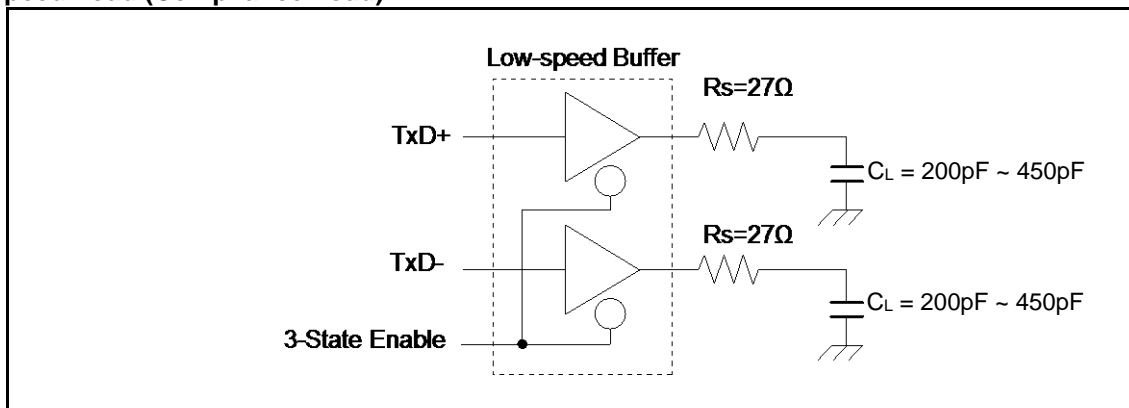 Low-speed Buffer
Rs=27Ω
TxD+
CL = 200pF ~ 450pF
Rs=27Ω
TxD-
CL = 200pF ~ 450pF
3-State Enable